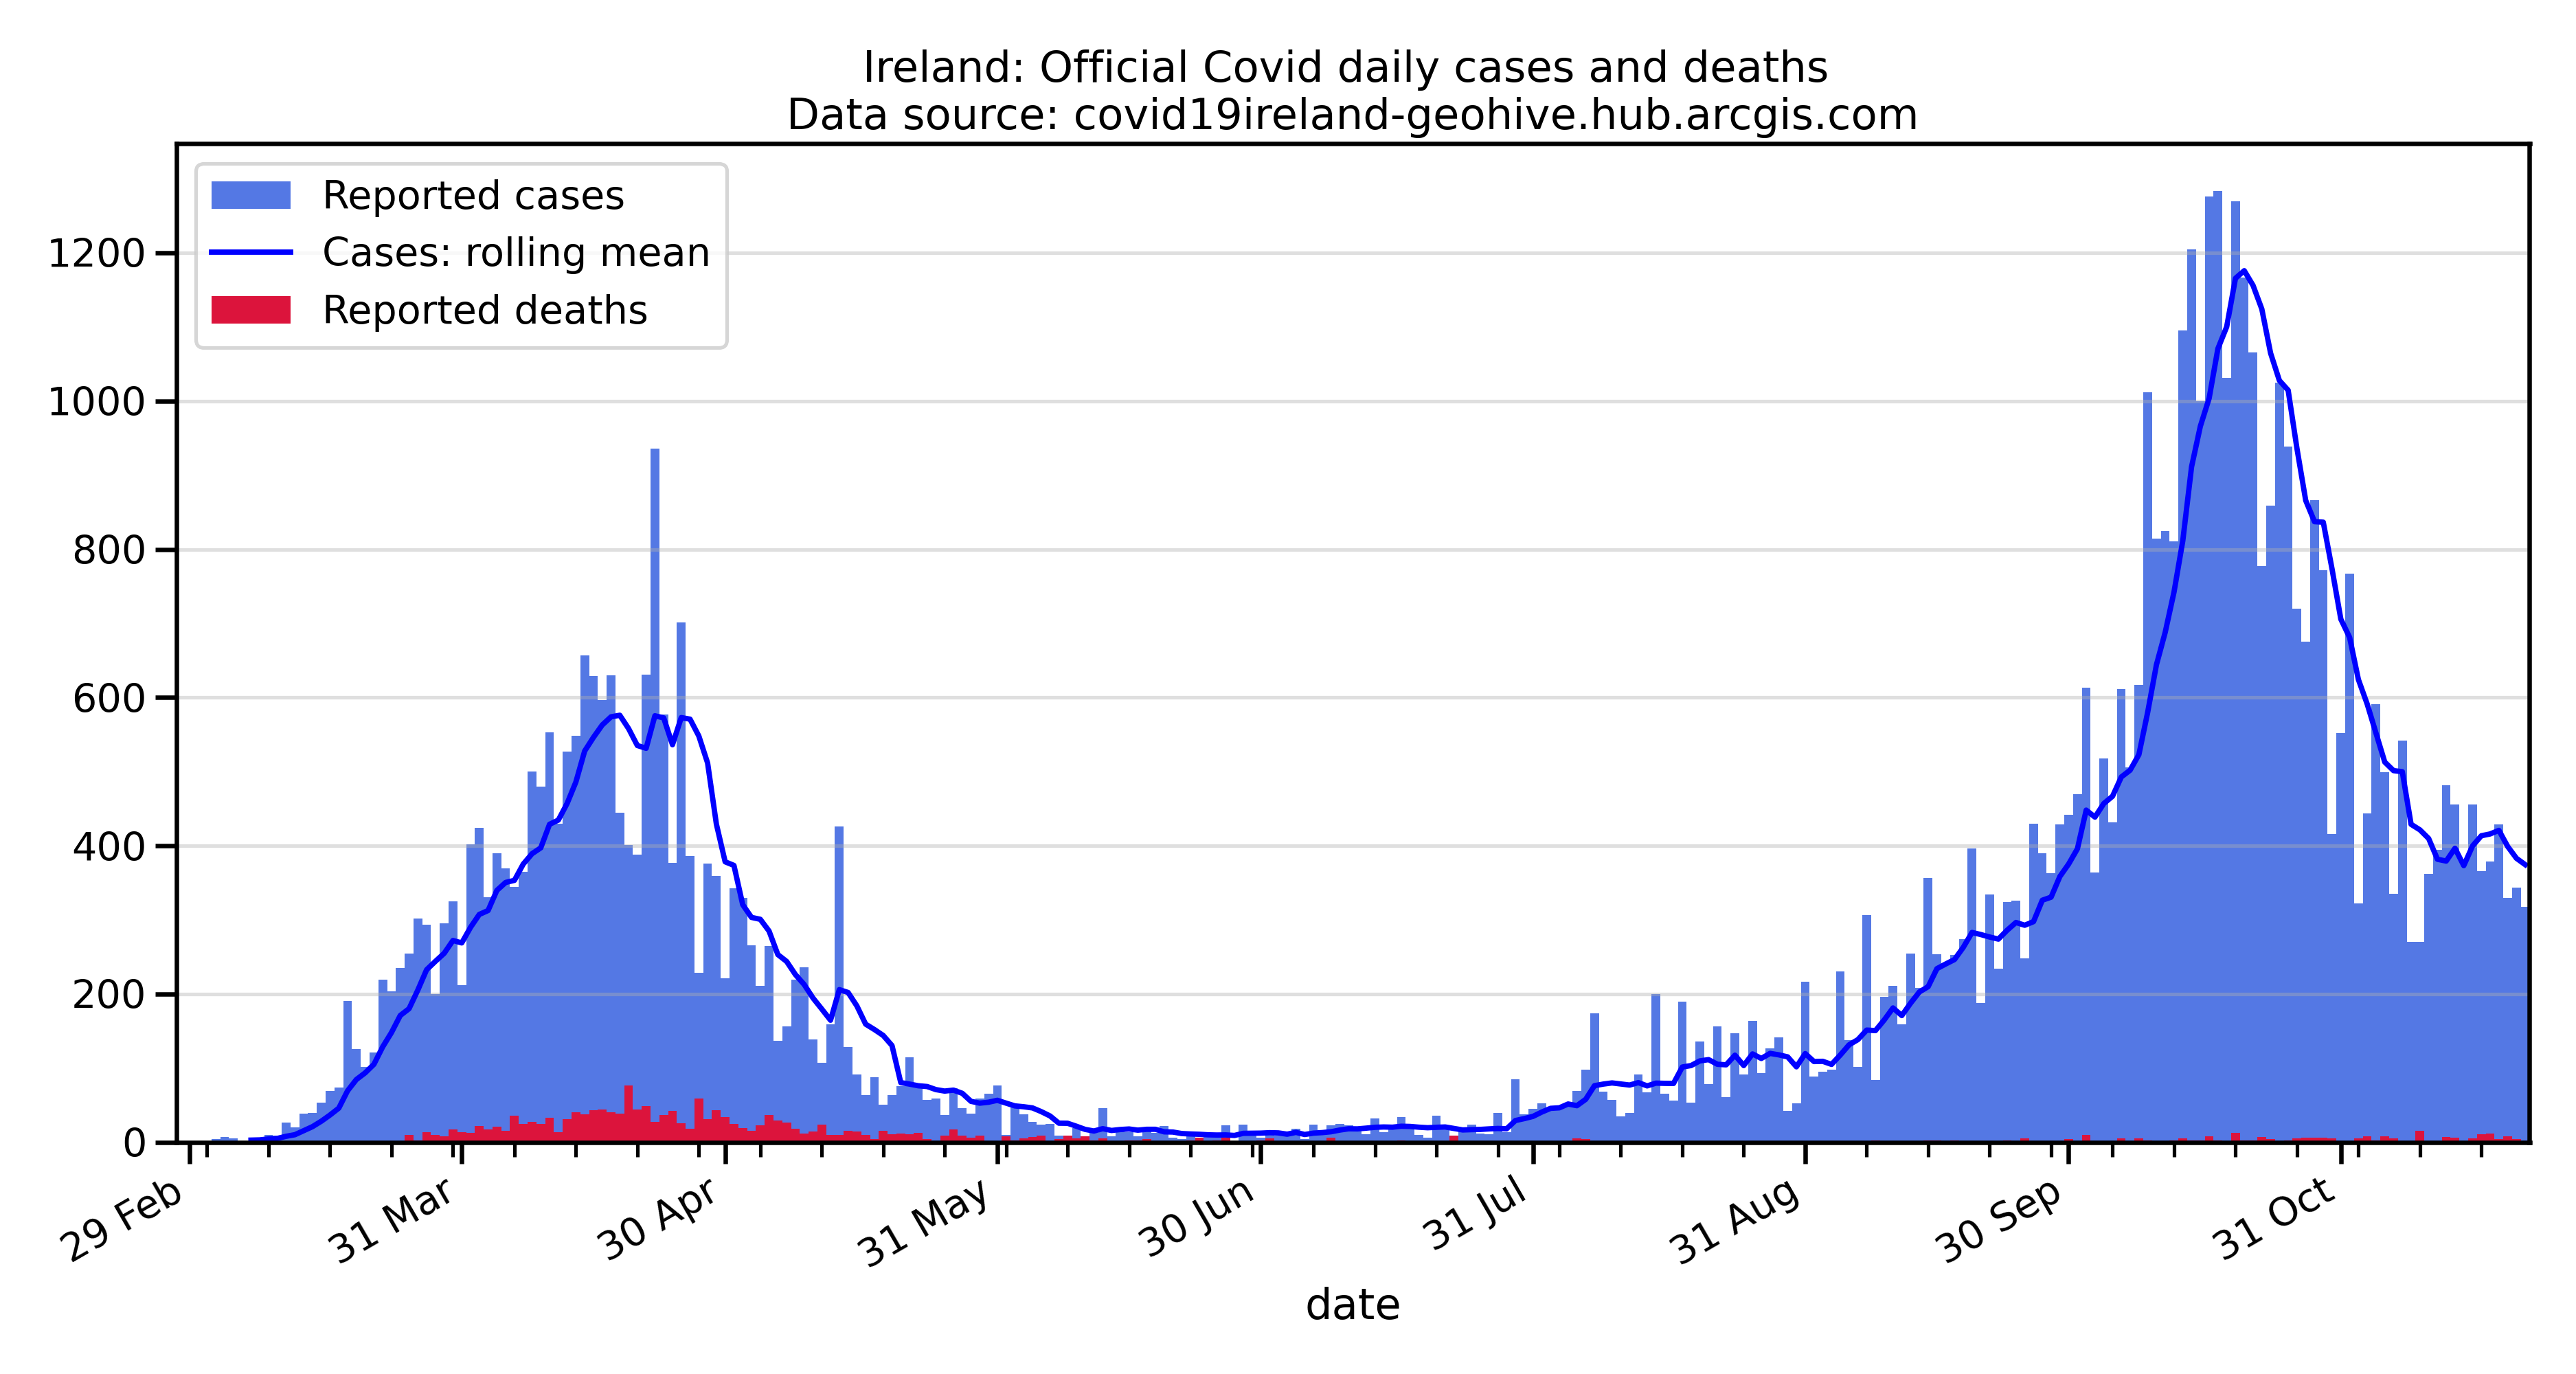 Ireland: Official Covid daily cases and deaths
Data source: covid19ireland-geohive.hub.arcgis.com
Reported cases
Cases: rolling mean
Reported deaths
1200
1000
800
600
400
200
0
29 Feb
31 Mar
30 Apr
31 May
30 Jun
31 Jul
31 Aug
30 Sep
31 Oct
date